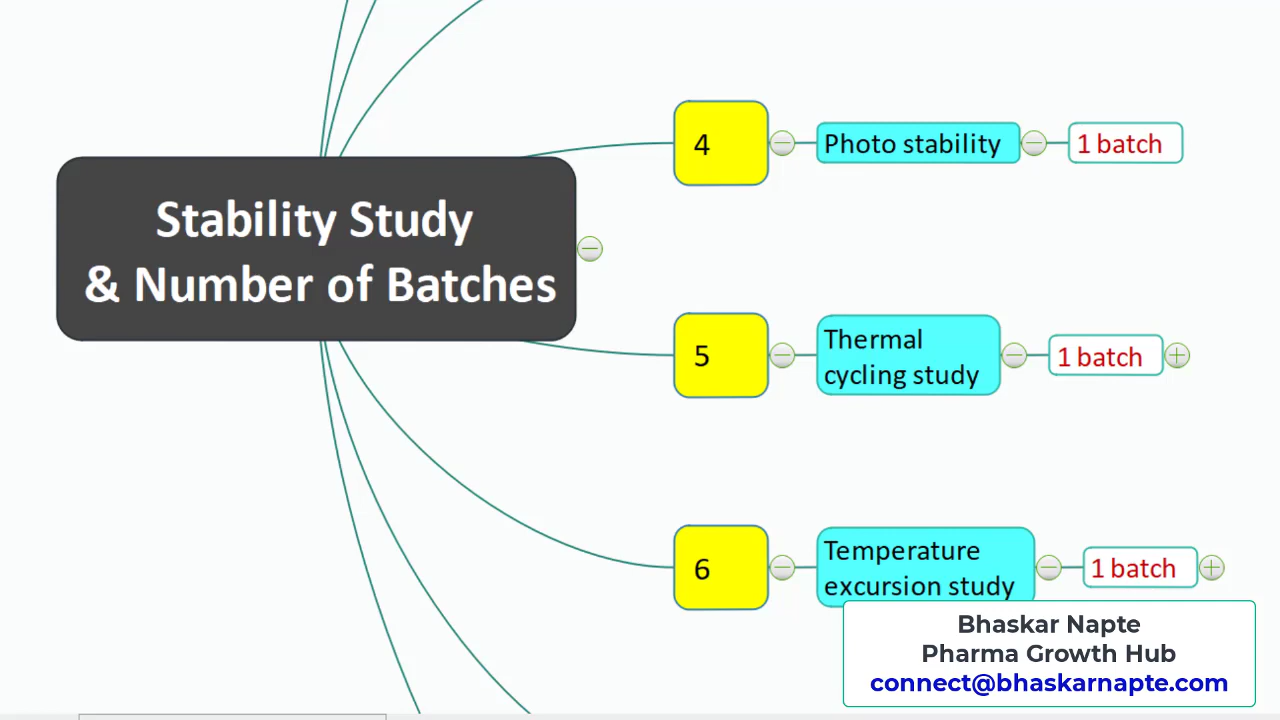 Stability Study
& Number of Batches
4
Photo stability
1 batch
5
Thermal
cycling study
1 batch
6
Temperature
excursion study
1 batch
Bhaskar Napte
Pharma Growth Hub
connect@bhaskarnapte.com